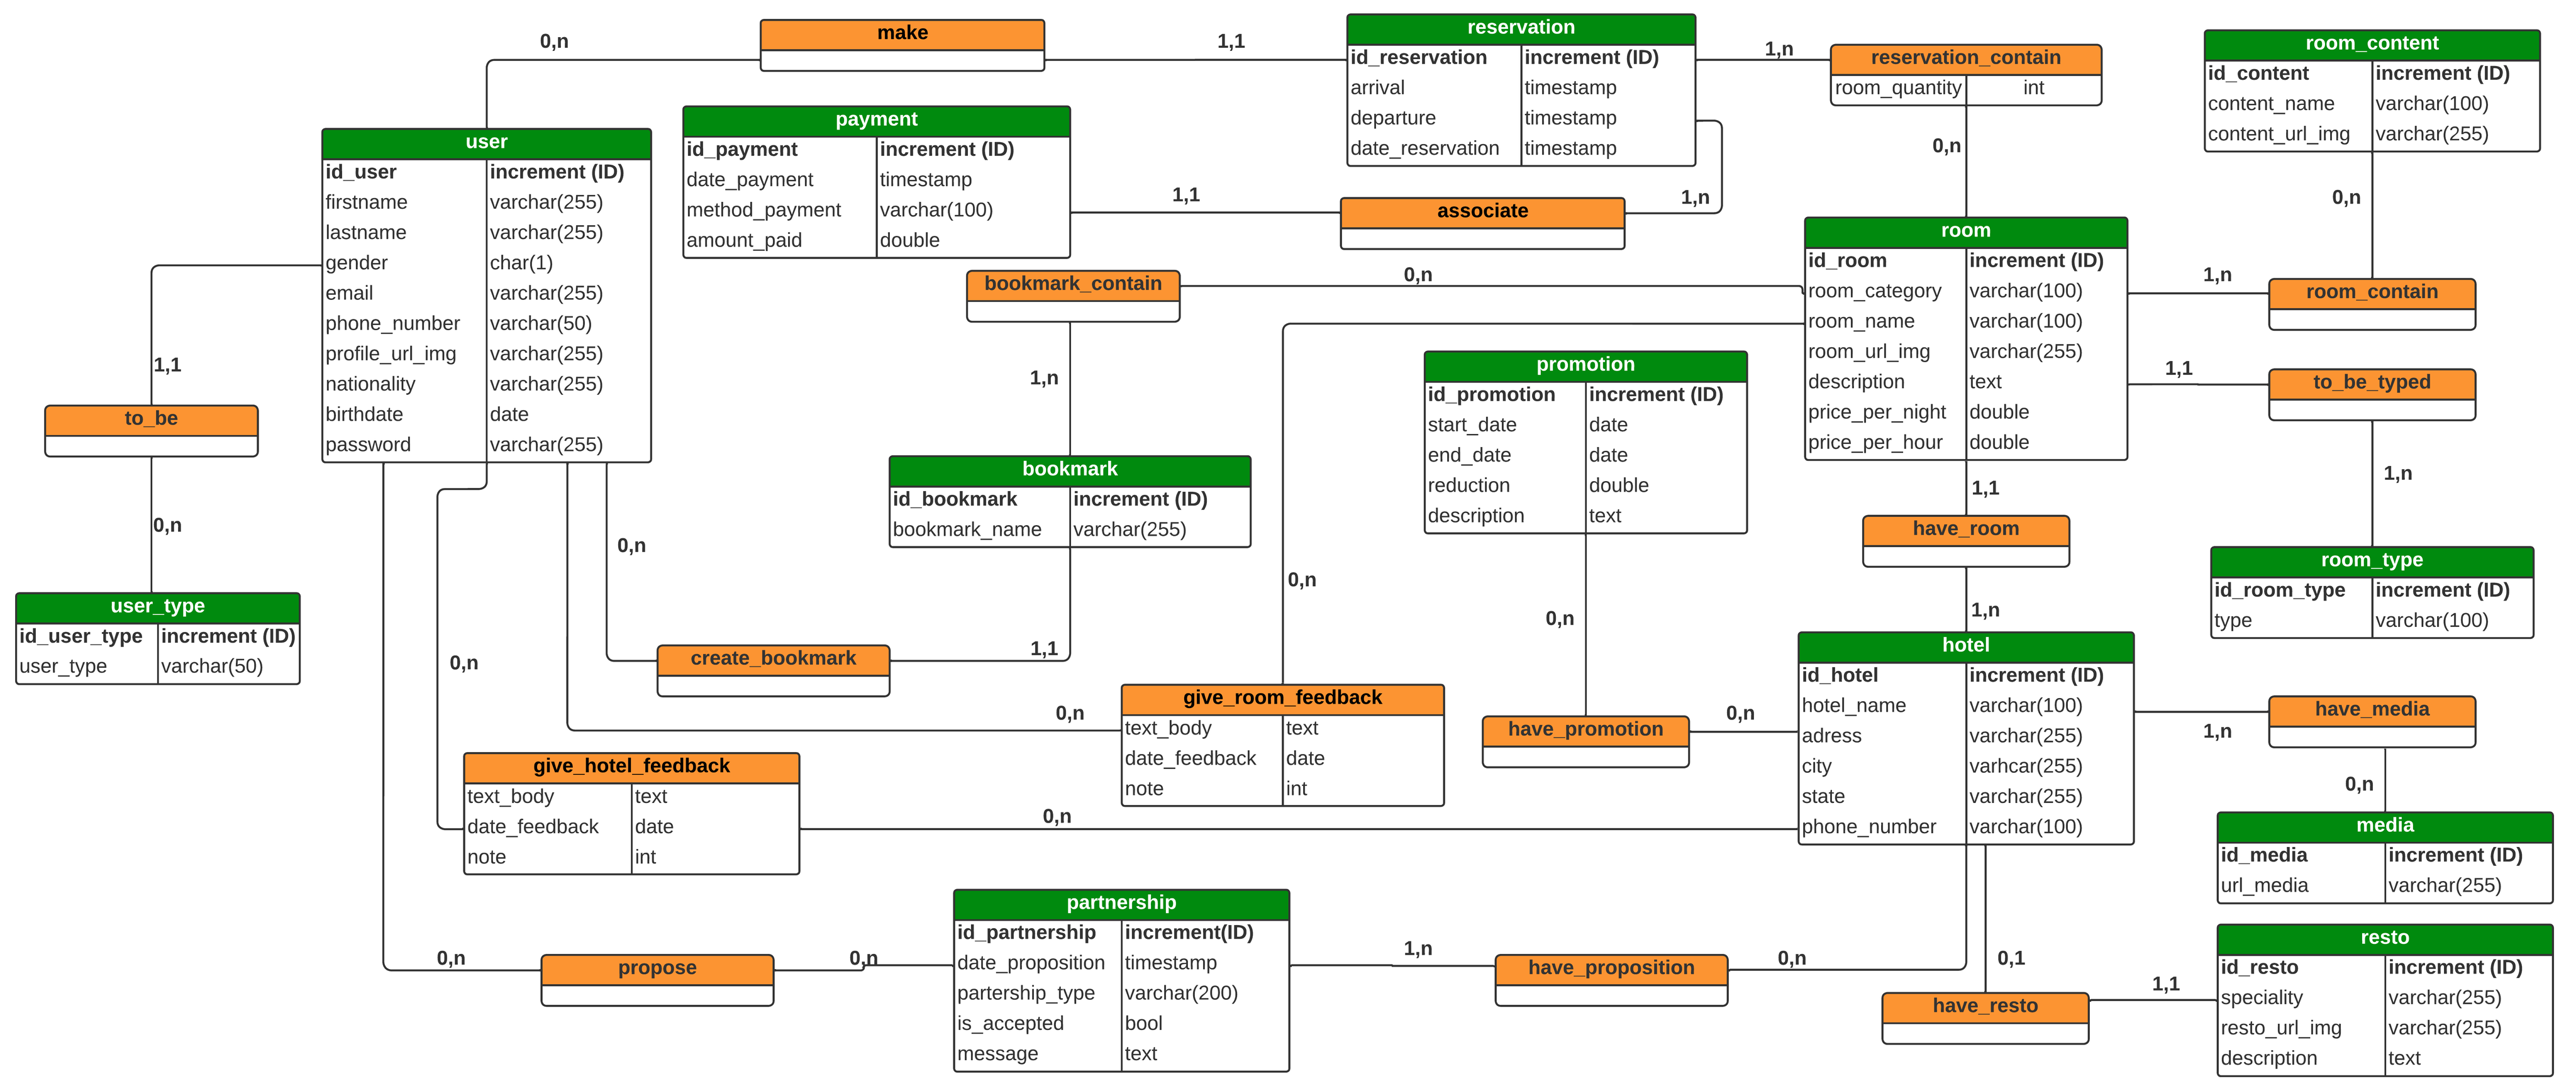 make
0,n
1,1
reservation
id_reservation increment (ID)
arrival timestamp
departure timestamp
date_reservation timestamp
1,n
reservation_contain
room_quantity int
0,n
room_content
id_content increment (ID)
content_name varchar(100)
content_url_img varchar(255)
0,n
payment
id_payment increment (ID)
date_payment timestamp
method_payment varchar(100)
amount_paid double
1,1
associate
1,n
user
id_user increment (ID)
firstname varchar(255)
lastname varchar(255)
gender char(1)
email varchar(255)
phone_number varchar(50)
profile_url_img varchar(255)
nationality varchar(255)
birthdate date
password varchar(255)
room
id_room increment (ID)
room_category varchar(100)
room_name varchar(100)
room_url_img varchar(255)
description text
price_per_night double
price_per_hour double
1,n
room_contain
1,1
to_be_typed
1,n
bookmark_contain
0,n
1,n
promotion
id_promotion increment (ID)
start_date date
end_date date
reduction double
description text
0,n
1,1
to_be
0,n
user_type
id_user_type increment (ID)
user_type varchar(50)
bookmark
id_bookmark increment (ID)
bookmark_name varchar(255)
0,n
create_bookmark
1,1
1,1
have_room
1,n
room_type
id_room_type increment (ID)
type varchar(100)
0,n
0,n
give_room_feedback
text_body text
date_feedback date
note int
0,n
have_promotion
0,n
hotel
id_hotel increment (ID)
hotel_name varchar(100)
adress varchar(255)
city varhcar(255)
state varchar(255)
phone_number varchar(100)
have_media
1,n
0,n
media
id_media increment (ID)
url_media varchar(255)
give_hotel_feedback
text_body text
date_feedback date
note int
0,n
partnership
id_partnership increment(ID)
date_proposition timestamp
partership_type varchar(200)
is_accepted bool
message text
0,n
propose
0,n
1,n
have_proposition
0,n
0,1
have_resto
1,1
resto
id_resto increment (ID)
speciality varchar(255)
resto_url_img varchar(255)
description text